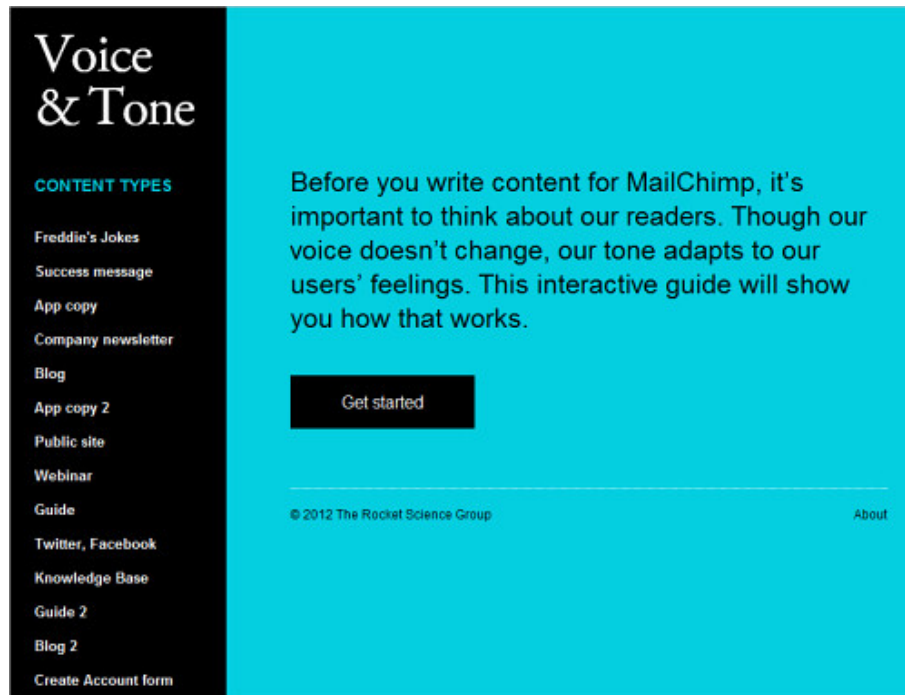 Voice
& Tone
CONTENT TYPES
Freddie's Jokes
Success message
App copy
Company newsletter
Blog
App copy 2
Public site
Webinar
Guide
Twitter, Facebook
Knowledge Base
Guide 2
Blog 2
Create Account form
Before you write content for MailChimp, it’s
important to think about our readers. Though our
voice doesn’t change, our tone adapts to our
users’ feelings. This interactive guide will show
you how that works.
Get started
© 2012 The Rocket Science Group
About